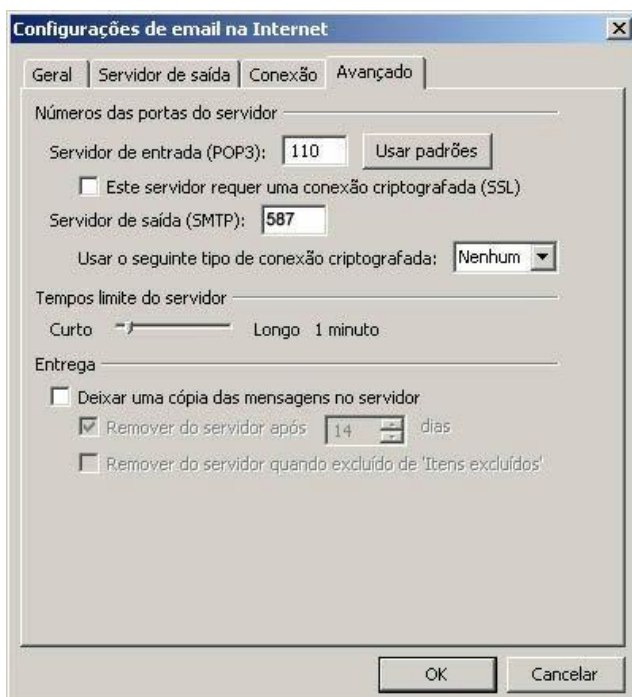 Configurações de email na Internet
Geral Servidor de saída Conexão Avançado
Números das portas do servidor
Servidor de entrada (POP3): 110 Usar padrões
Este servidor requer uma conexão criptografada (SSL)
Servidor de saída (SMTP): 587
Usar o seguinte tipo de conexão criptografada: Nenhum
Tempos limite do servidor
Curto Longo 1 minuto
Entrega
Deixar uma cópia das mensagens no servidor
Remover do servidor após 14 dias
Remover do servidor quando excluído de 'Itens excluídos'
OK Cancelar